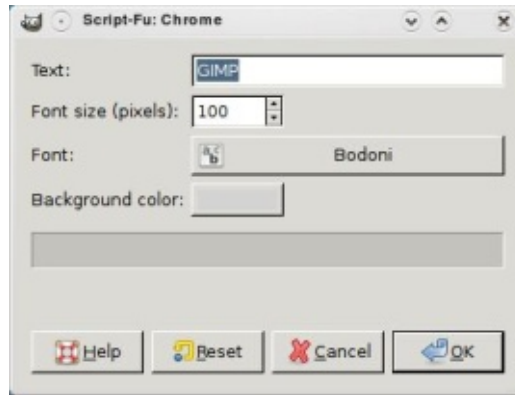 Script-Fu: Chrome
Text: GIMP
Font size (pixels): 100
Font: Bodoni
Background color:
Help Reset Cancel OK